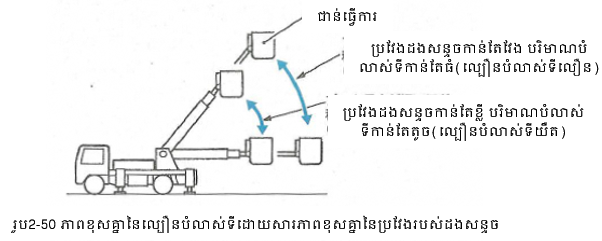 ជាន់ធ្វើការ
ប្រវែងដងសន្ទូចកាន់តែវែង បរិមាណបំ
លាស់ទីកាន់តែធំ(ល្បឿនបំលាស់ទីលឿន)
ប្រវែងដងសន្ទូចកាន់តែខ្លី បរិមាណបំលាស់
ទីកាន់តែតូច(ល្បឿនបំលាស់ទីយឺត)
រូប2-50 ភាពខុសគ្នានៃល្បឿនបំលាស់ទីដោយសារភាពខុសគ្នានៃប្រវែងរបស់ដងសន្ទូច